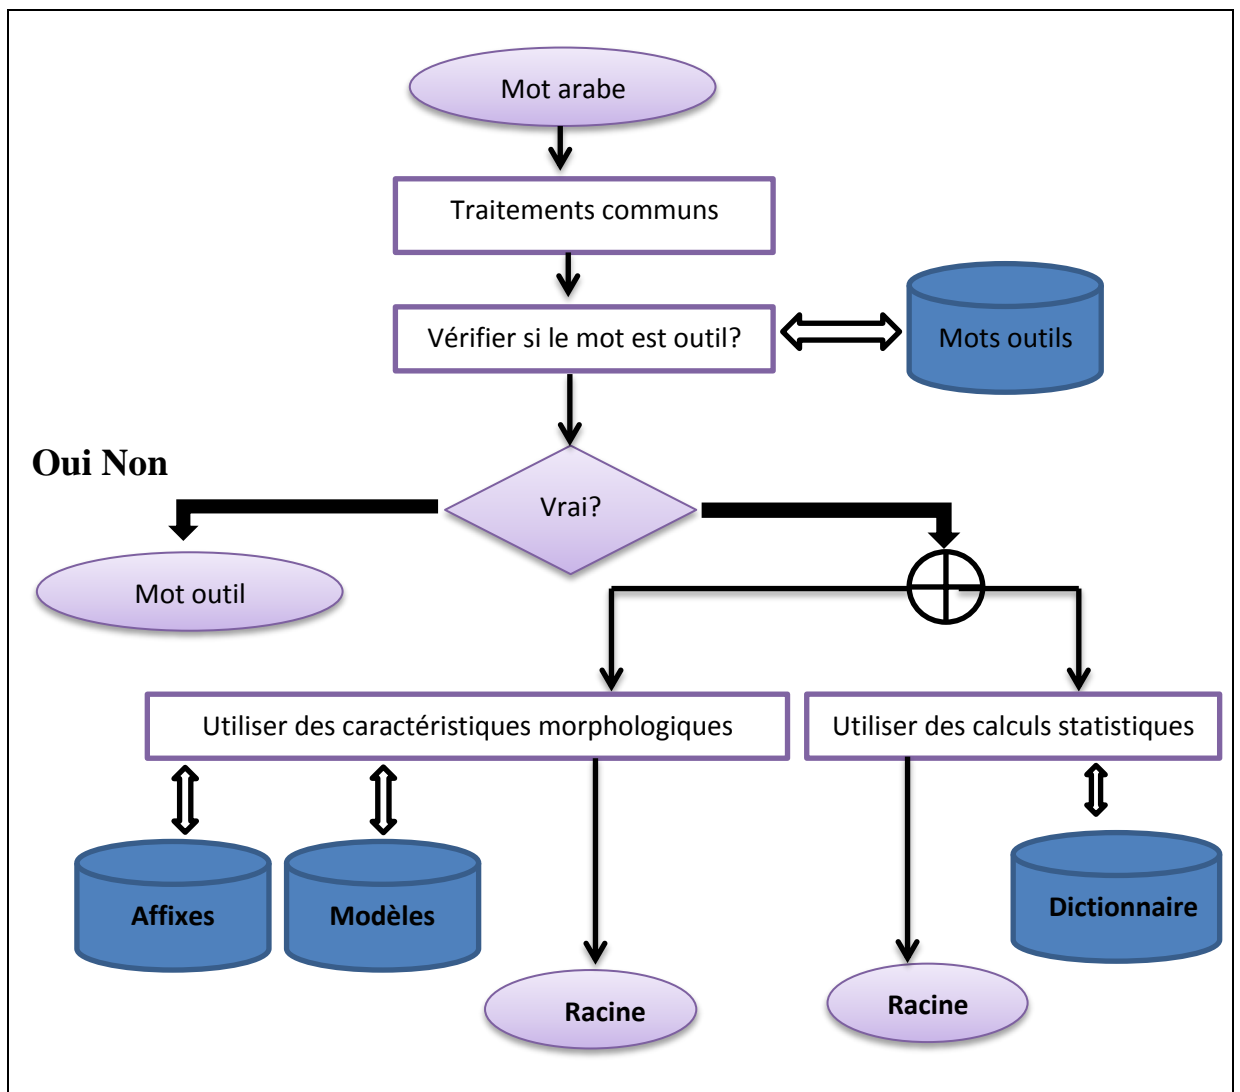 Mot arabe
Traitements communs
Vérifier si le mot est outil?
Mots outils
Oui Non
Vrai?
Mot outil
Utiliser des caractéristiques morphologiques
Utiliser des calculs statistiques
Affixes
Modèles
Dictionnaire
Racine
Racine